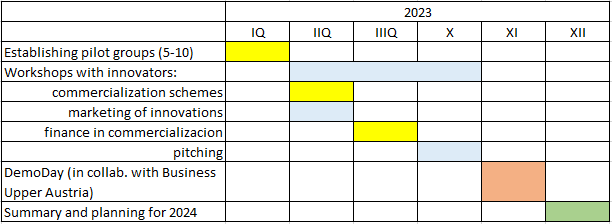 2023
IQ IIQ IIIQ X XI XII
Establishing pilot groups (5-10)
Workshops with innovators:
commercialization schemes
marketing of innovations
finance in commercializacion
pitching
DemoDay (in collab. with Business
Upper Austria)
Summary and planning for 2024